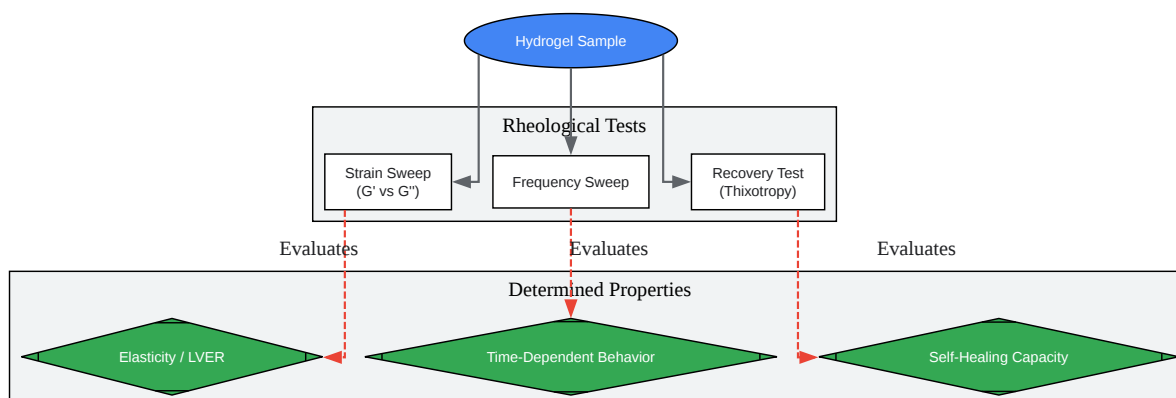 Hydrogel Sample
Rheological Tests
Strain Sweep
(G' vs G'')
Frequency Sweep
Recovery Test
(Thixotropy)
Evaluates
Evaluates
Evaluates
Determined Properties
Elasticity / LVER
Time-Dependent Behavior
Self-Healing Capacity